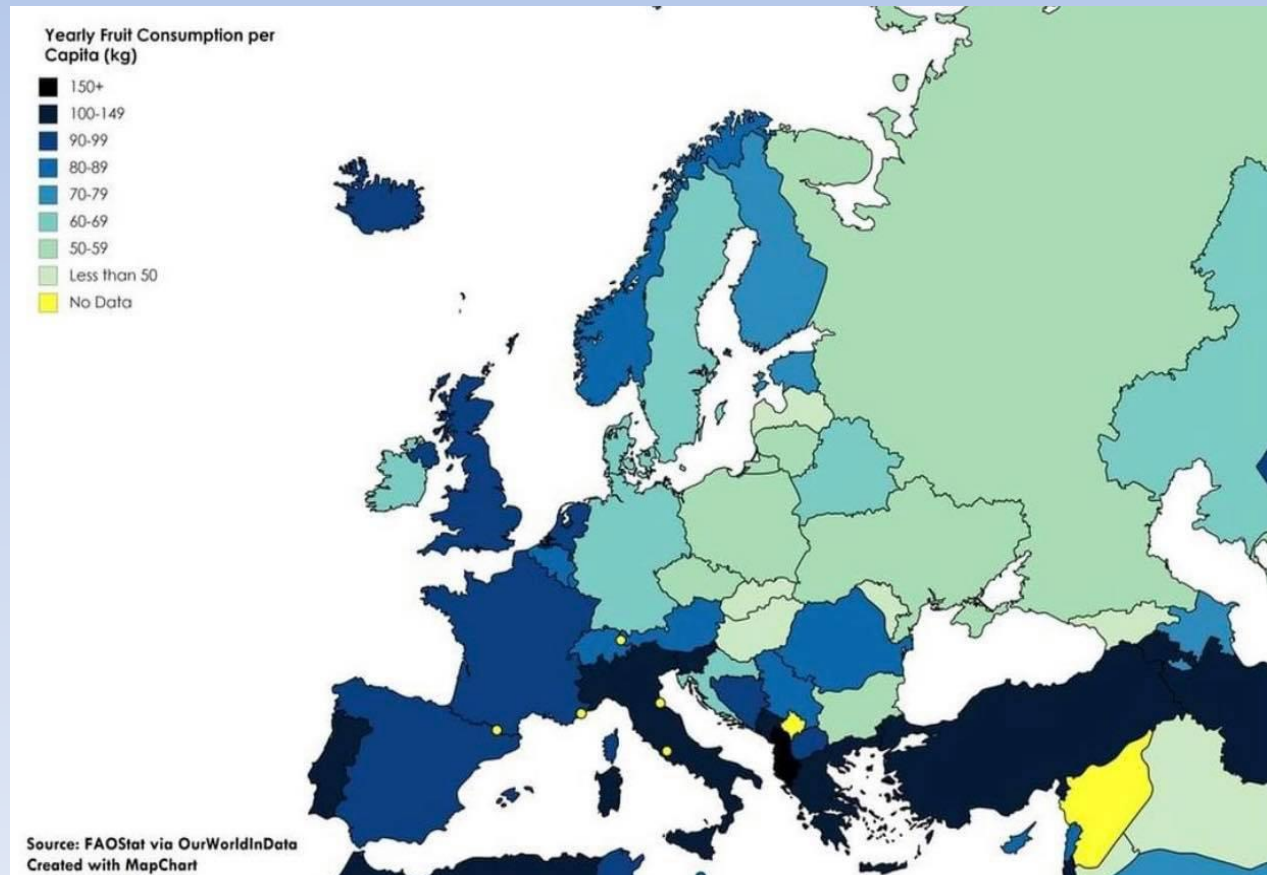 Yearly Fruit Consumption per
Capita (kg)
150+
100-149
90-99
80-89
70-79
60-69
50-59
Less than 50
No Data
Source: FAOStat via OurWorldInData
Created with MapChart